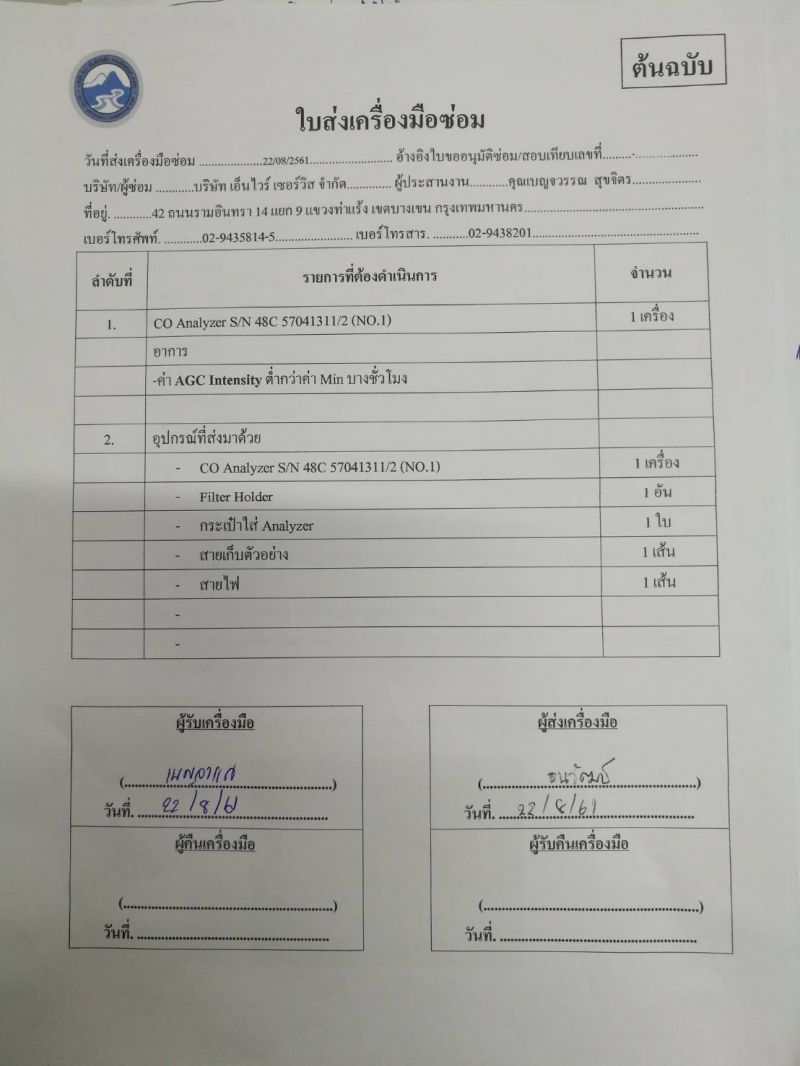 ต้นฉบับ
ใบส่งเครื่องมือซ่อม
วันที่ส่งเครื่องมือซ่อม ....................22/08/2561.......................... อ้างอิงใบขออนุมัติซ่อม/สอบเทียบเลขที่.........-..................
บริษัท/ผู้ซ่อม ............บริษัท เอ็นไวร์ เซอร์วิส จำกัด.............. ผู้ประสานงาน............คุณเบญจวรรณ สุขจิตร.....................
ที่อยู่. ............42 ถนนรามอินทรา 14 แยก 9 แขวงท่าแร้ง เขตบางเขน กรุงเทพมหานคร......................................................
เบอร์โทรศัพท์. ............02-9435814-5........................ เบอร์โทรสาร. ...........02-9438201..................................................
ลำดับที่ รายการที่ต้องดำเนินการ จำนวน
1. CO Analyzer S/N 48C 57041311/2 (NO.1) 1 เครื่อง
อาการ
-ค่า AGC Intensity ต่ำกว่าค่า Min บางชั่วโมง
2. อุปกรณ์ที่ส่งมาด้วย
- CO Analyzer S/N 48C 57041311/2 (NO.1) 1 เครื่อง
- Filter Holder 1 อัน
- กระเป๋าใส่ Analyzer 1 ใบ
- สายเก็บตัวอย่าง 1 เส้น
- สายไฟ 1 เส้น
-
-
ผู้รับเครื่องมือ
วันที่. 22/8/61
ผู้ส่งเครื่องมือ
(ธนวัฒน์)
วันที่. 22/8/61
ผู้คืนเครื่องมือ
(............................................................)
วันที่. .......................................................
ผู้รับคืนเครื่องมือ
(............................................................)
วันที่. .......................................................